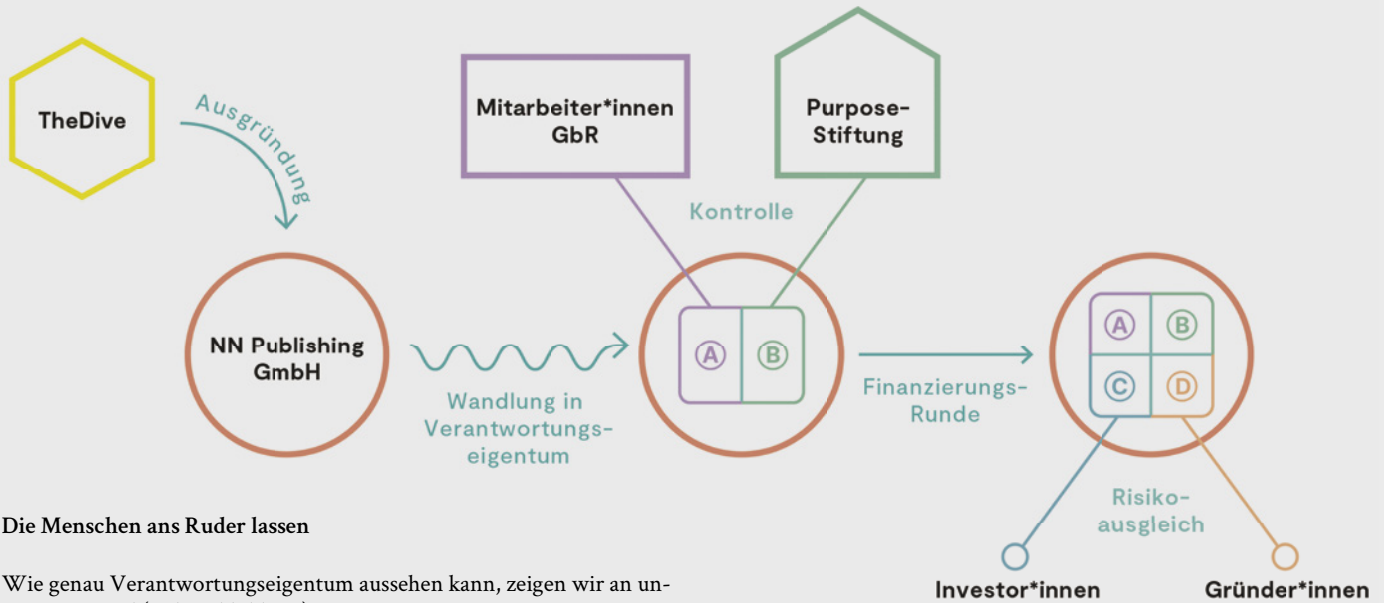 TheDive
Ausgründung
NN Publishing
GmbH
Wandlung in
Verantwortungs-
eigentum
Mitarbeiter*innen
GbR
Purpose-
Stiftung
Kontrolle
A
B
Finanzierungs-
Runde
A
B
C
D
Risiko-
ausgleich
Investor*innen
Gründer*innen
Die Menschen ans Ruder lassen
Wie genau Verantwortungseigentum aussehen kann, zeigen wir an un-